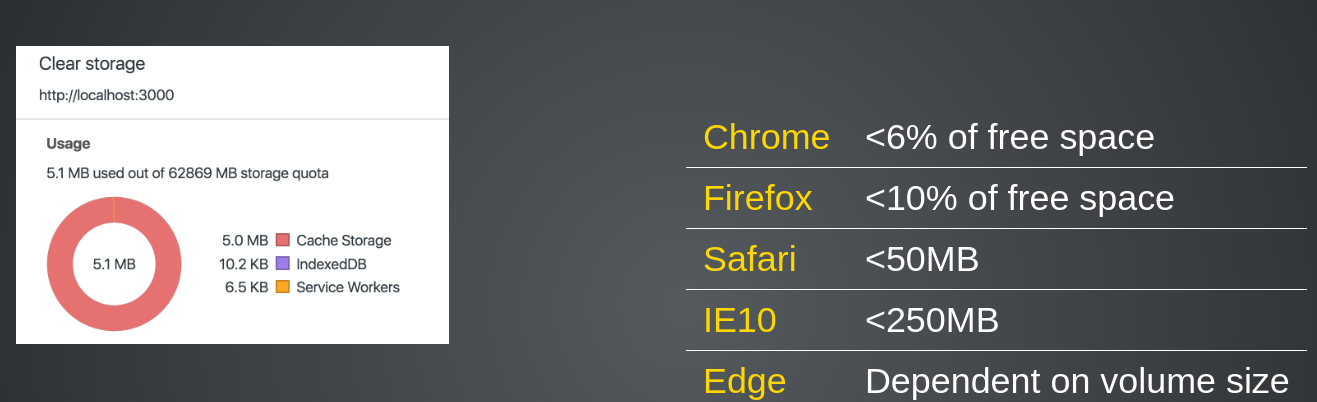 Clear storage
http://localhost:3000
Usage
5.1 MB used out of 62869 MB storage quota
5.1 MB
5.0 MB Cache Storage
10.2 KB IndexedDB
6.5 KB Service Workers
Chrome <6% of free space
Firefox <10% of free space
Safari <50MB
IE10 <250MB
Edge Dependent on volume size